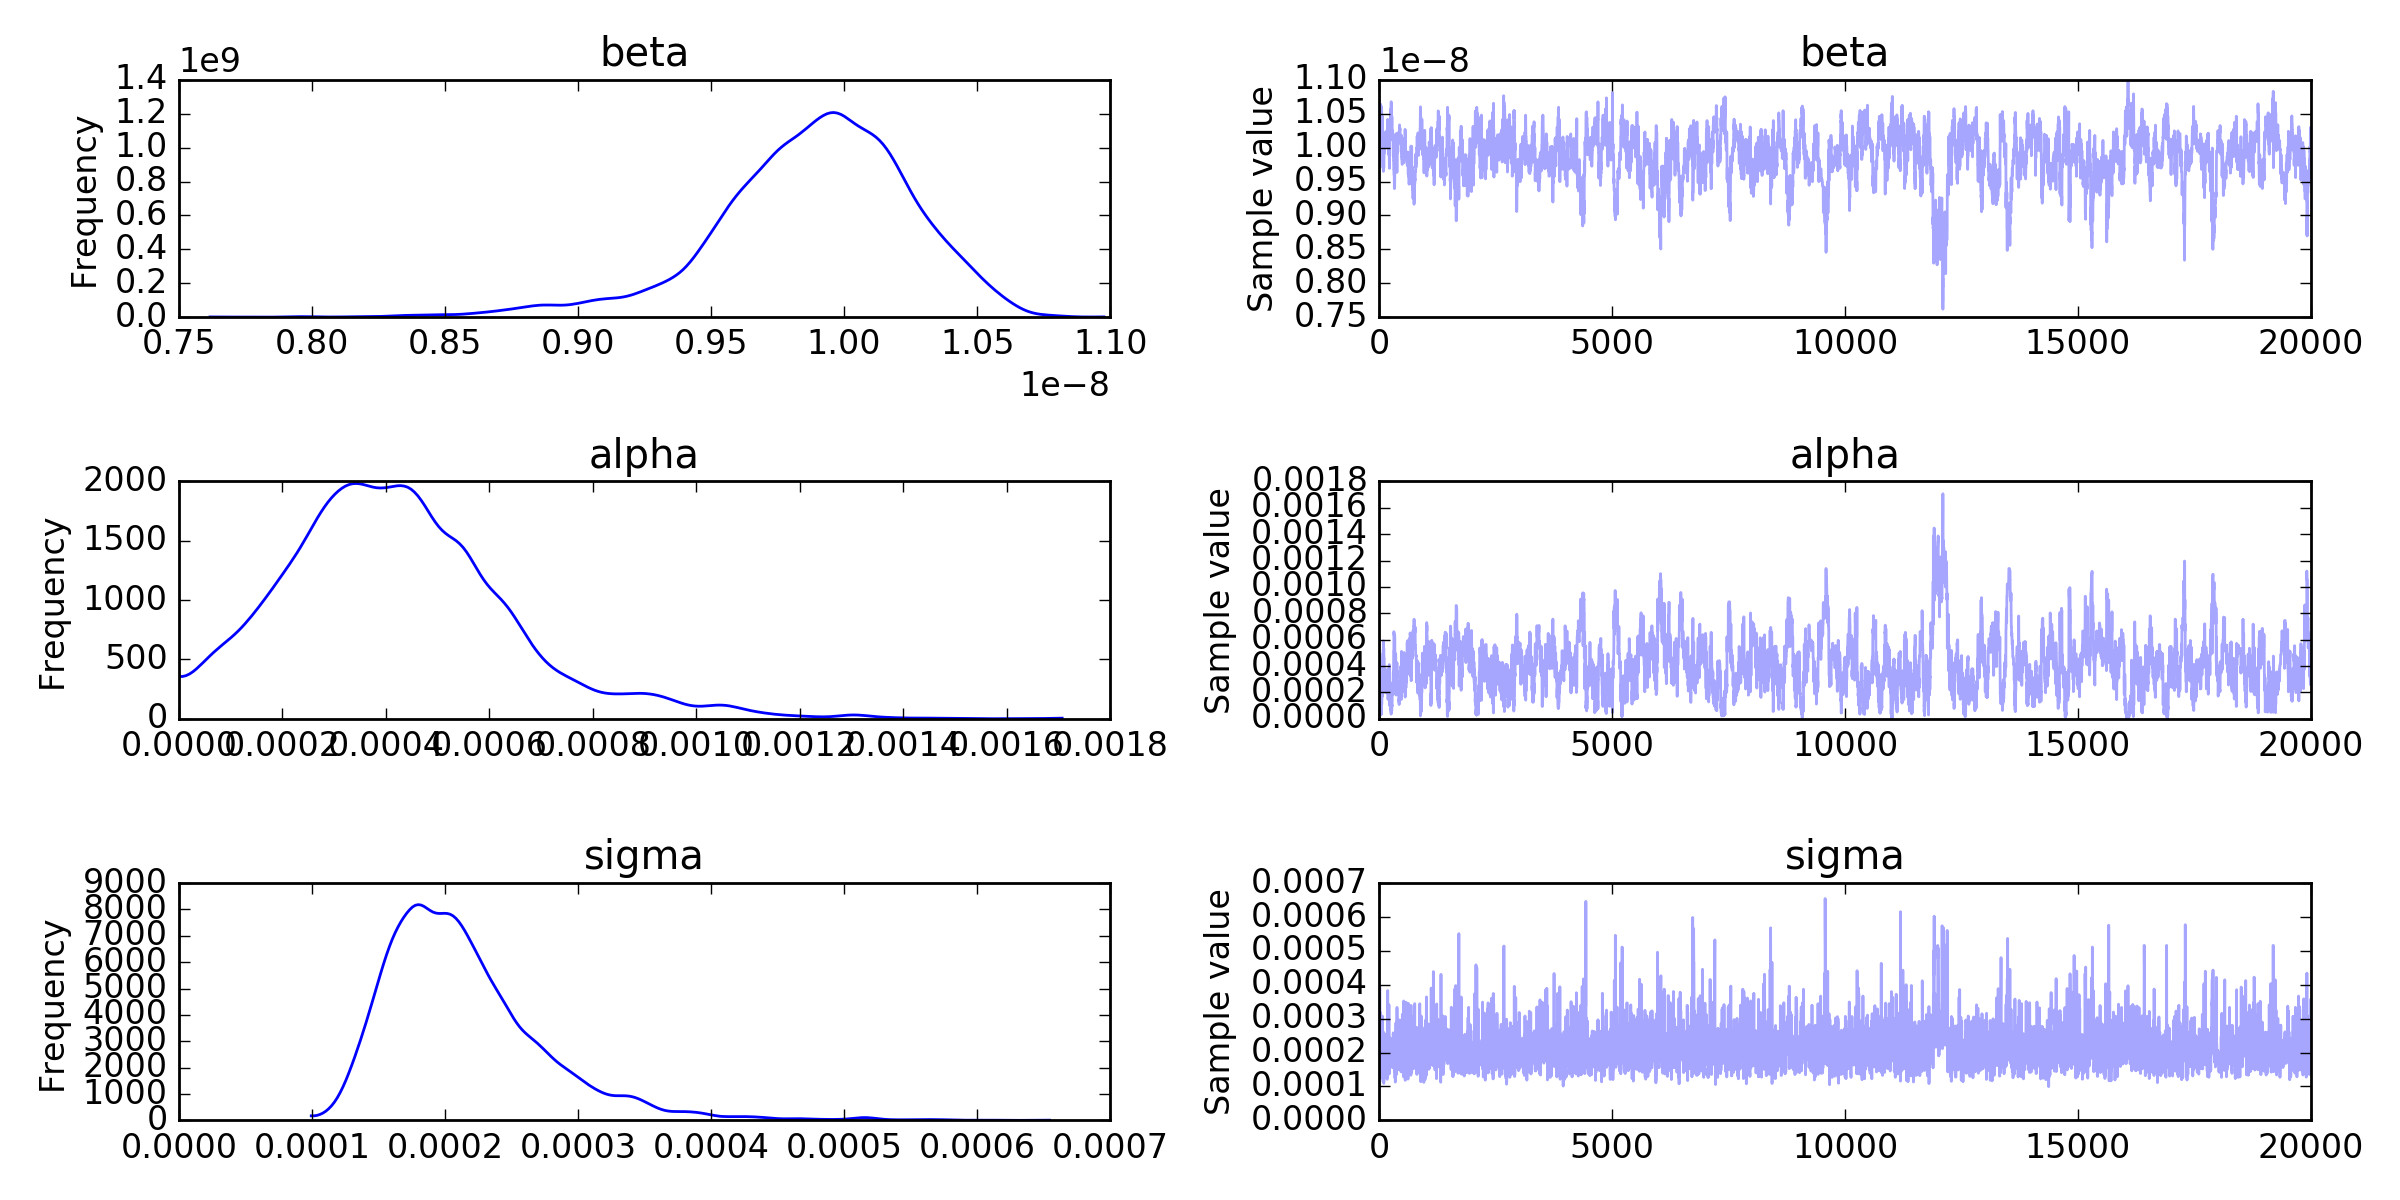 beta
1e9
1.4
1.2
1.0
0.8
0.6
0.4
0.2
0.0
Frequency
0.75 0.80 0.85 0.90 0.95 1.00 1.05 1.10
1e−8
beta
1e−8
1.10
1.05
1.00
0.95
0.90
0.85
0.80
0.75
Sample value
0 5000 10000 15000 20000
alpha
2000
1500
1000
500
0
Frequency
0.0000 0.0002 0.0004 0.0006 0.0008 0.0010 0.0012 0.0014 0.0016 0.0018
alpha
0.0018
0.0016
0.0014
0.0012
0.0010
0.0008
0.0006
0.0004
0.0002
0.0000
Sample value
0 5000 10000 15000 20000
sigma
9000
8000
7000
6000
5000
4000
3000
2000
1000
0
Frequency
0.0000 0.0001 0.0002 0.0003 0.0004 0.0005 0.0006 0.0007
sigma
0.0007
0.0006
0.0005
0.0004
0.0003
0.0002
0.0001
0.0000
Sample value
0 5000 10000 15000 20000